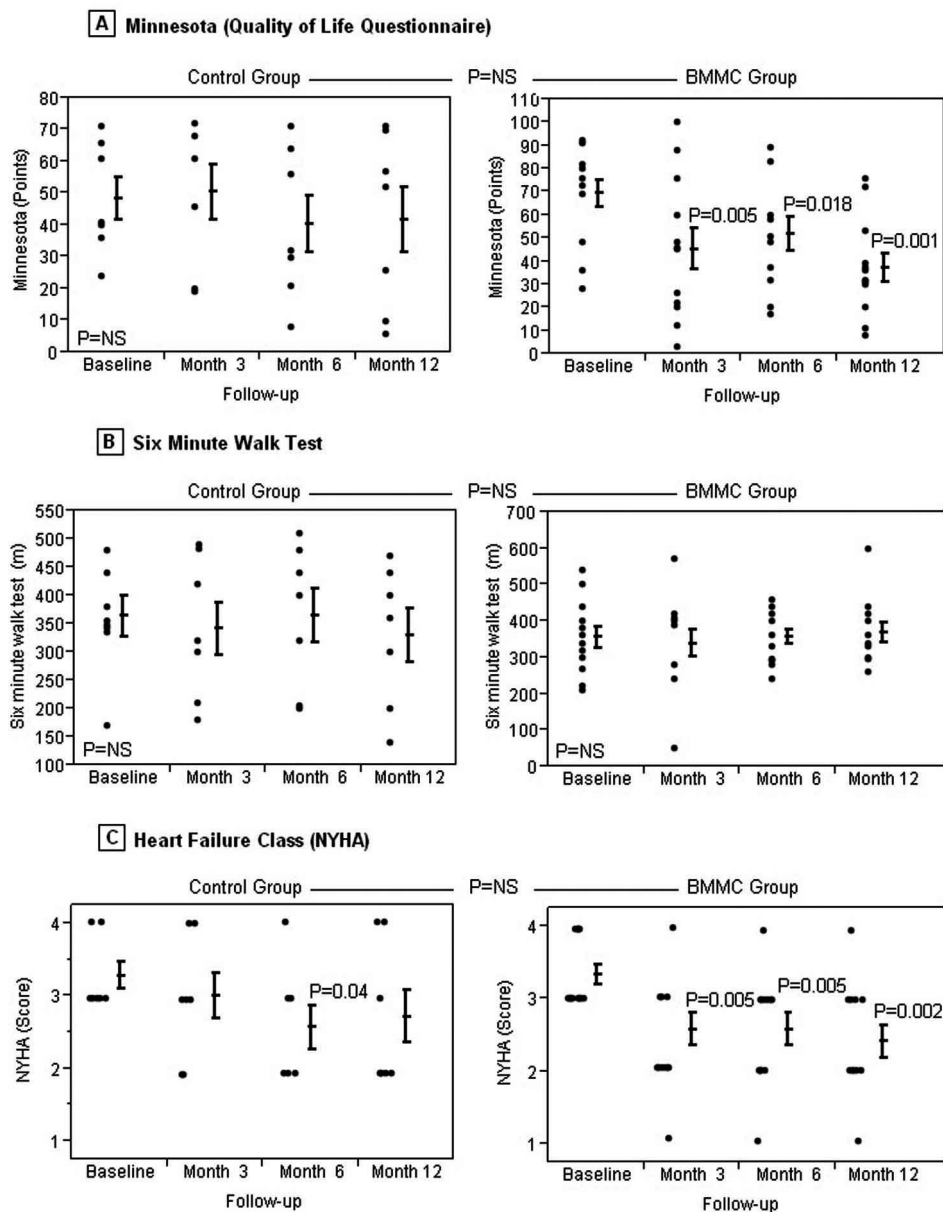 A Minnesota (Quality of Life Questionnaire)
Control Group P=NS BMMC Group
Minnesota (Points)
80
70
60
50
40
30
20
10
0
P=NS
Baseline Month 3 Month 6 Month 12
Follow-up
Minnesota (Points)
110
100
90
80
70
60
50
40
30
20
10
0
P=0.005
P=0.018
P=0.001
Baseline Month 3 Month 6 Month 12
Follow-up
B Six Minute Walk Test
Control Group P=NS BMMC Group
Six minute walk test (m)
550
500
450
400
350
300
250
200
150
100
P=NS
Baseline Month 3 Month 6 Month 12
Six minute walk test (m)
700
600
500
400
300
200
100
0
P=NS
Baseline Month 3 Month 6 Month 12
C Heart Failure Class (NYHA)
Control Group P=NS BMMC Group
NYHA (Score)
4
3
2
1
P=0.04
Baseline Month 3 Month 6 Month 12
Follow-up
NYHA (Score)
4
3
2
1
P=0.005
P=0.005
P=0.002
Baseline Month 3 Month 6 Month 12
Follow-up